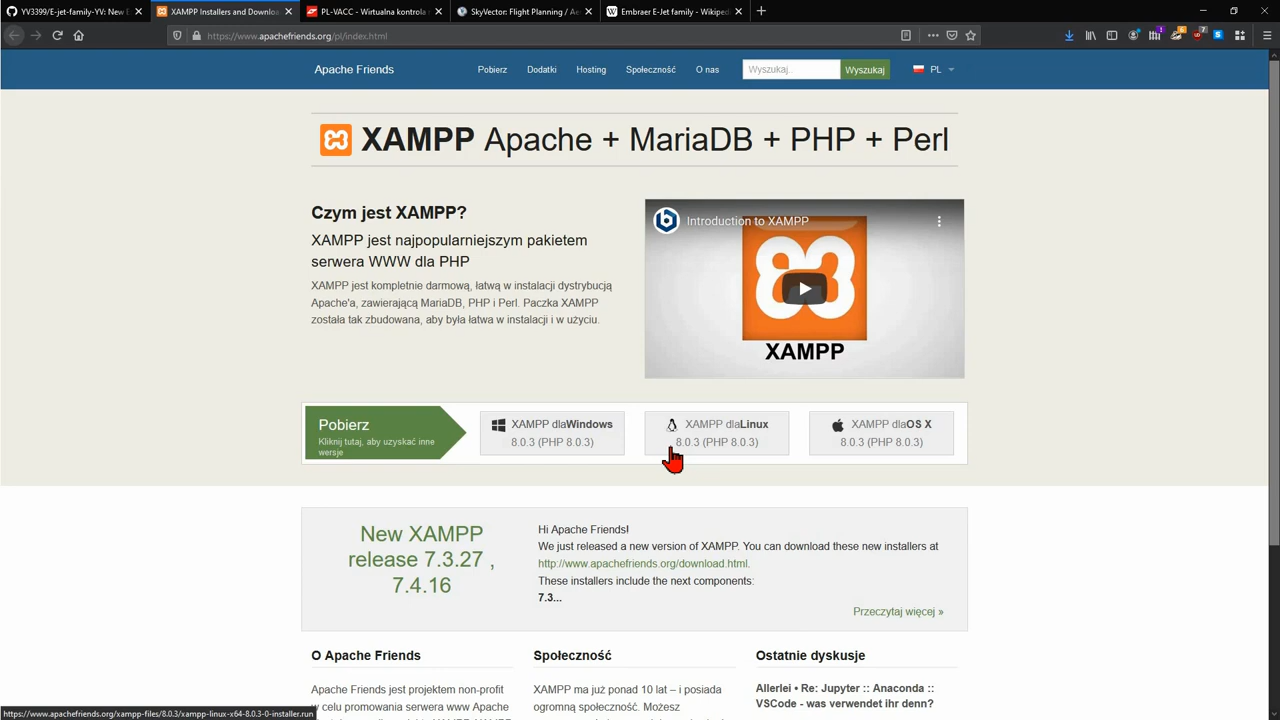 YV3399/E-jet-family-YV: New E
XAMPP Installers and Downloa
PL-VACC - Wirtualna kontrola
SkyVector: Flight Planning / Ae
Embraer E-Jet family - Wikiped
https://www.apachefriends.org/pl/index.html
Apache Friends
Pobierz
Dodatki
Hosting
Społeczność
O nas
Wyszukaj..
Wyszukaj
PL
XAMPP Apache + MariaDB + PHP + Perl
Czym jest XAMPP?
XAMPP jest najpopularniejszym pakietem
serwera WWW dla PHP
XAMPP jest kompletnie darmową, łatwą w instalacji dystrybucją
Apache'a, zawierającą MariaDB, PHP i Perl. Paczka XAMPP
została tak zbudowana, aby była łatwa w instalacji i w użyciu.
Introduction to XAMPP
XAMPP
Pobierz
Kliknij tutaj, aby uzyskać inne
wersje
XAMPP dlaWindows
8.0.3 (PHP 8.0.3)
XAMPP dlaLinux
8.0.3 (PHP 8.0.3)
XAMPP dlaOS X
8.0.3 (PHP 8.0.3)
New XAMPP
release 7.3.27 ,
7.4.16
Hi Apache Friends!
We just released a new version of XAMPP. You can download these new installers at
http://www.apachefriends.org/download.html.
These installers include the next components:
7.3...
Przeczytaj więcej »
O Apache Friends
Apache Friends jest projektem non-profit
w celu promowania serwera www Apache
Społeczność
XAMPP ma już ponad 10 lat – i posiada
ogromną społeczność. Możesz
Ostatnie dyskusje
Allerlei • Re: Jupyter :: Anaconda ::
VSCode - was verwendet ihr denn?
https://www.apachefriends.org/xampp-files/8.0.3/xampp-linux-x64-8.0.3-0-installer.run